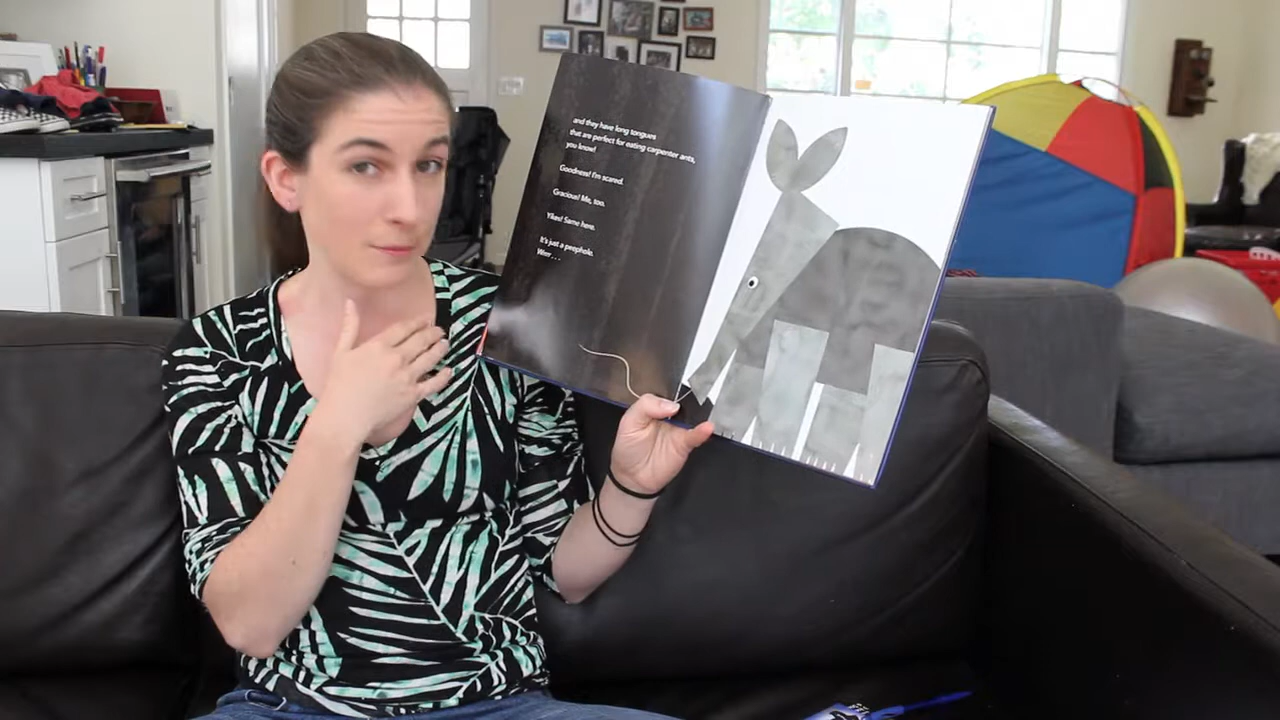 and they have long tongues
that are perfect for eating carpenter ants,
you know!
Goodness! I'm scared.
Gracious! Me, too.
Yikes! Same here.
It's just a peephole.
Wrrr . . .